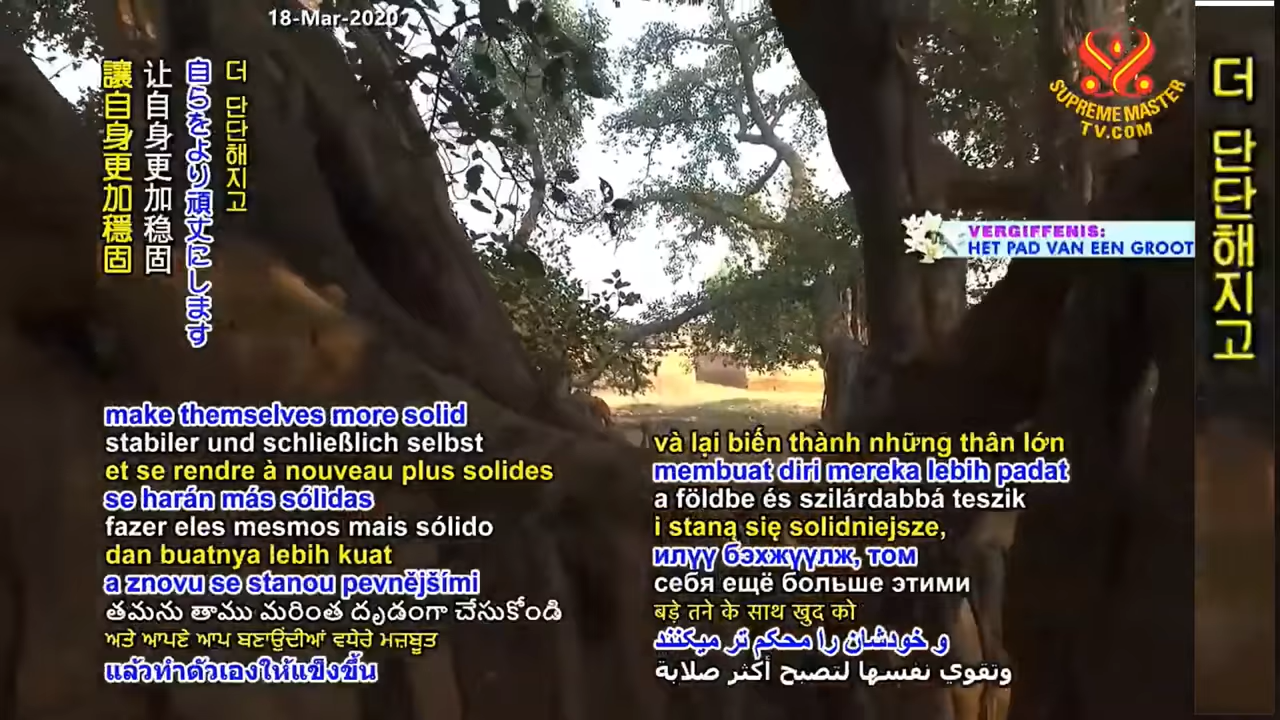 18-Mar-2020
더 단단해지고
自らをより頑丈にします
让自身更加稳固
讓自身更加穩固
SUPREME MASTER
TV.COM
VERGIFFENIS:
HET PAD VAN EEN GROOT
더 단단해지고
make themselves more solid
stabiler und schließlich selbst
et se rendre à nouveau plus solides
se harán más sólidas
fazer eles mesmos mais sólido
dan buatnya lebih kuat
a znovu se stanou pevnějšími
తమను తాము మరింత దృడంగా చేసుకోండి
ਅਤੇ ਆਪਣੇ ਆਪ ਬਣਾਉਂਦੀਆਂ ਵਧੇਰੇ ਮਜ਼ਬੂਤ
แล้วทำตัวเองให้แข็งขึ้น
và lại biến thành những thân lớn
membuat diri mereka lebih padat
a földbe és szilárdabbá teszik
i staną się solidniejsze,
илүү бэхжүүлж, том
себя ещё больше этими
बड़े तने के साथ खुद को
و خودشان را محکم تر میکنند
وتقوي نفسها لتصبح أكثر صلابة